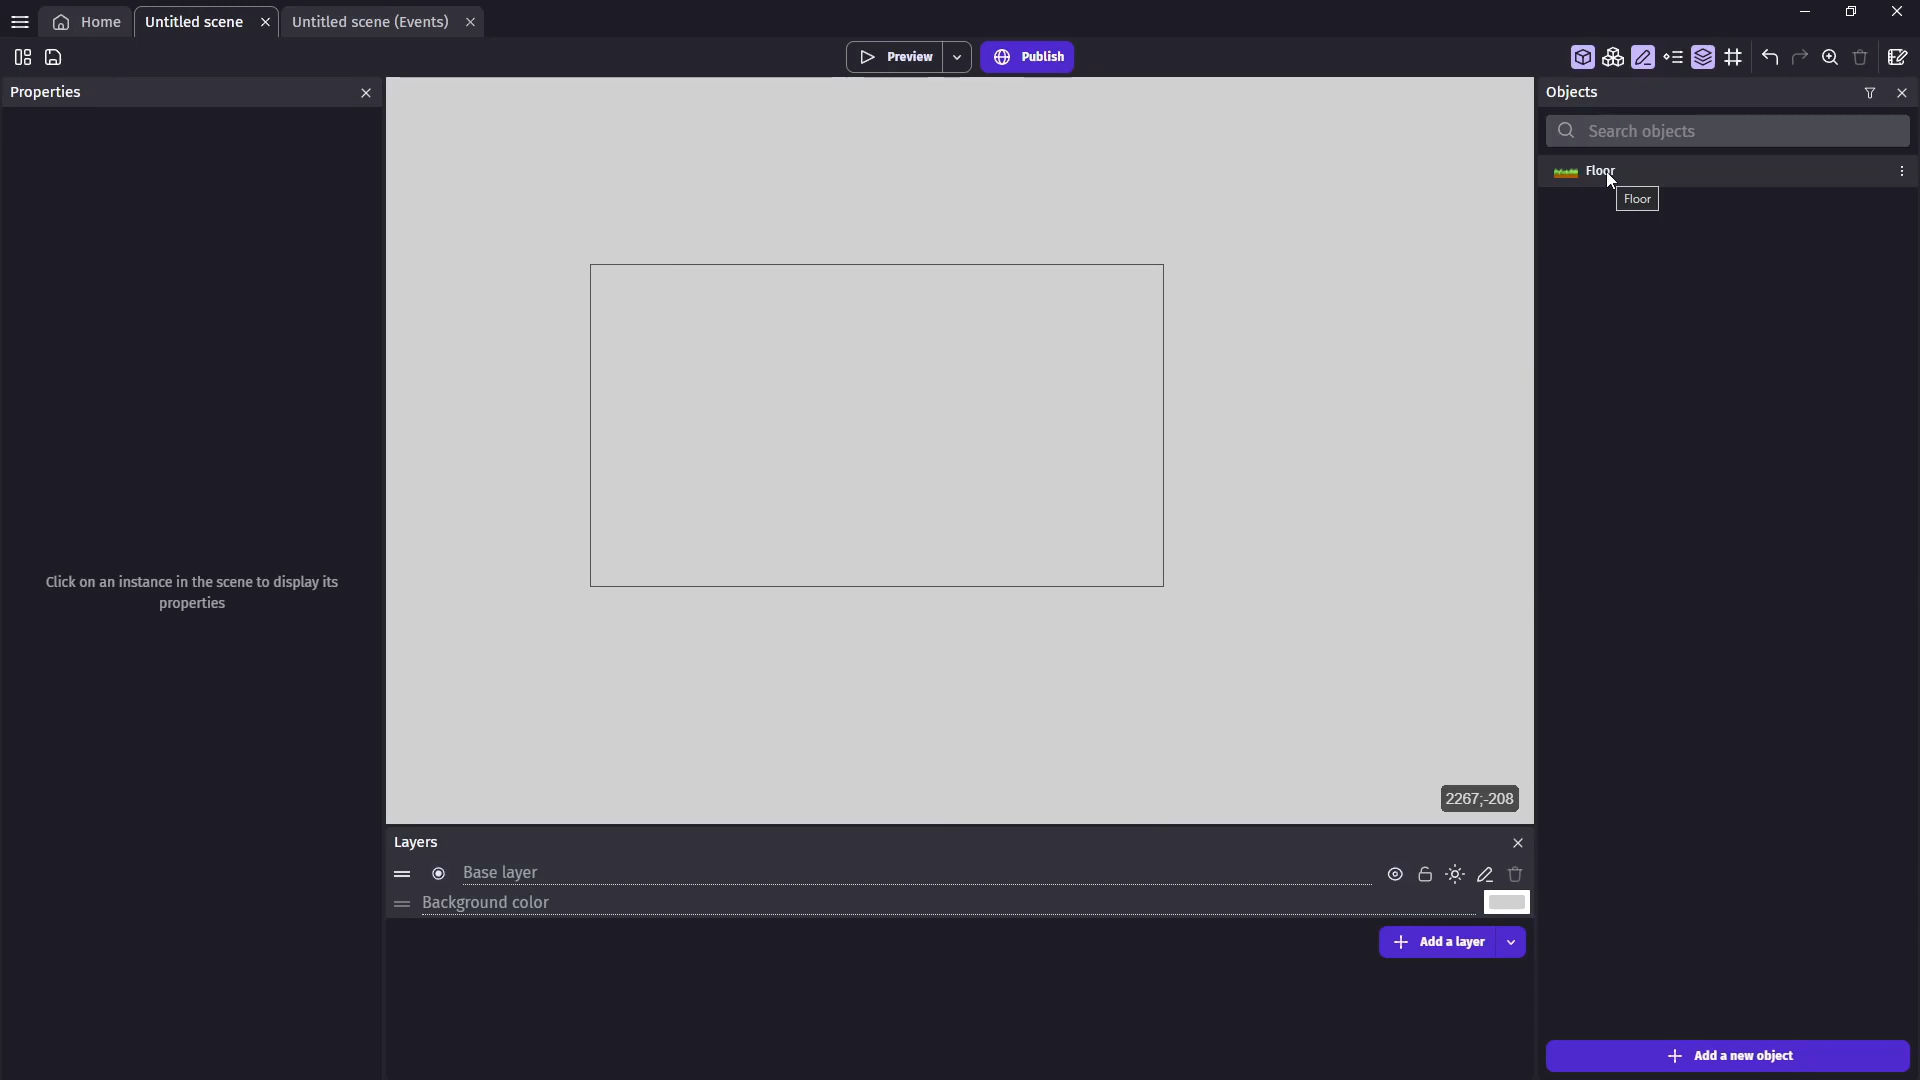 Home
Untitled scene
Untitled scene (Events)
Preview
Publish
Properties
Objects
Search objects
Floor
Floor
Click on an instance in the scene to display its
properties
2267;-208
Layers
Base layer
Background color
Add a layer
Add a new object